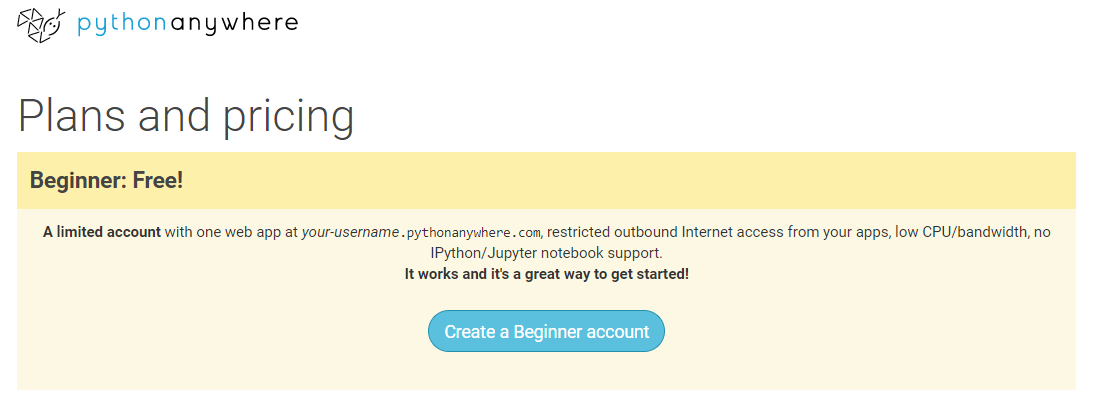 pythonanywhere
Plans and pricing
Beginner: Free!
A limited account with one web app at your-username.pythonanywhere.com, restricted outbound Internet access from your apps, low CPU/bandwidth, no
IPython/Jupyter notebook support.
It works and it's a great way to get started!
Create a Beginner account